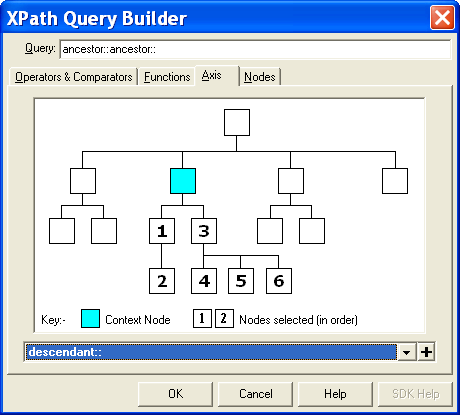 XPath Query Builder
Query: ancestor::ancestor::
Operators & Comparators Functions Axis Nodes
1 3
2 4 5 6
Key:- Context Node 1 2 Nodes selected (in order)
descendant::
OK Cancel Help SDK Help